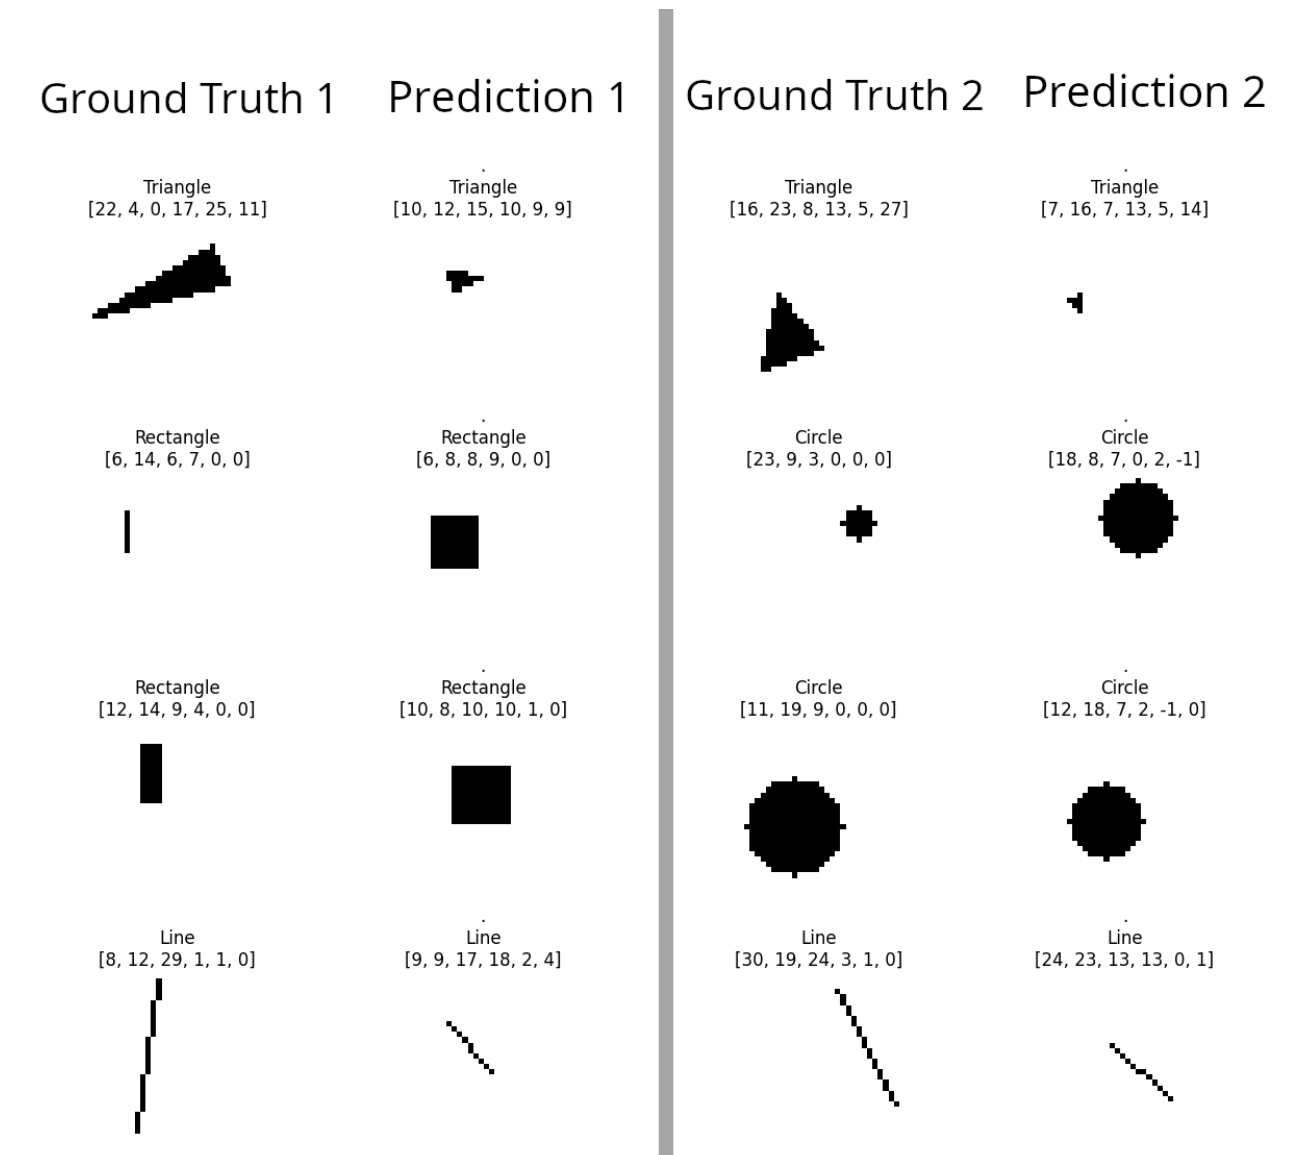 Ground Truth 1
Prediction 1
Ground Truth 2
Prediction 2
.
.
Triangle
Triangle
Triangle
Triangle
[22, 4, 0, 17, 25, 11]
[10, 12, 15, 10, 9, 9]
[16, 23, 8, 13, 5, 27]
[7, 16, 7, 13, 5, 14]
.
.
Rectangle
Rectangle
Circle
Circle
[6, 14, 6, 7, 0, 0]
[6, 8, 8, 9, 0, 0]
[23, 9, 3, 0, 0, 0]
[18, 8, 7, 0, 2, -1]
.
.
Rectangle
Rectangle
Circle
Circle
[12, 14, 9, 4, 0, 0]
[10, 8, 10, 10, 1, 0]
[11, 19, 9, 0, 0, 0]
[12, 18, 7, 2, -1, 0]
.
.
Line
Line
Line
Line
[8, 12, 29, 1, 1, 0]
[9, 9, 17, 18, 2, 4]
[30, 19, 24, 3, 1, 0]
[24, 23, 13, 13, 0, 1]